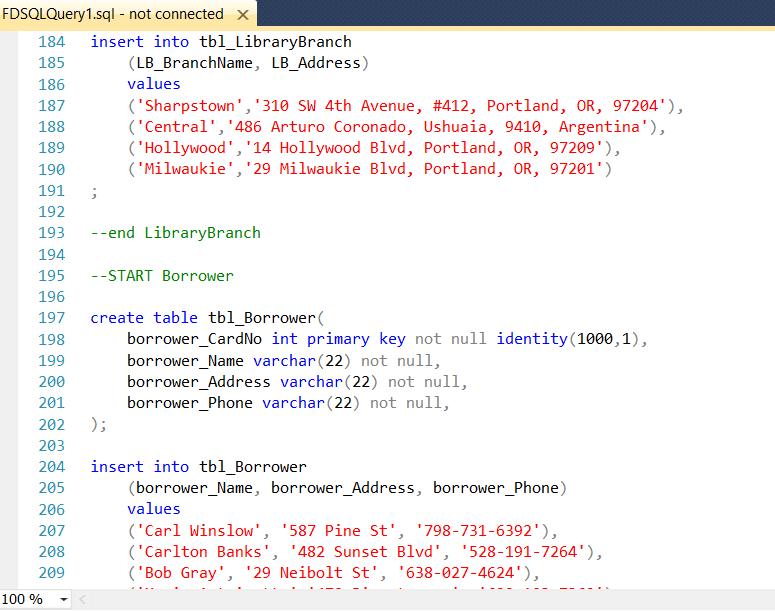 FDSQLQuery1.sql - not connected
184 insert into tbl_LibraryBranch
185 (LB_BranchName, LB_Address)
186 values
187 ('Sharpstown','310 SW 4th Avenue, #412, Portland, OR, 97204'),
188 ('Central','486 Arturo Coronado, Ushuaia, 9410, Argentina'),
189 ('Hollywood','14 Hollywood Blvd, Portland, OR, 97209'),
190 ('Milwaukie','29 Milwaukie Blvd, Portland, OR, 97201')
191 ;
192
193 --end LibraryBranch
194
195 --START Borrower
196
197 create table tbl_Borrower(
198 borrower_CardNo int primary key not null identity(1000,1),
199 borrower_Name varchar(22) not null,
200 borrower_Address varchar(22) not null,
201 borrower_Phone varchar(22) not null,
202 );
203
204 insert into tbl_Borrower
205 (borrower_Name, borrower_Address, borrower_Phone)
206 values
207 ('Carl Winslow', '587 Pine St', '798-731-6392'),
208 ('Carlton Banks', '482 Sunset Blvd', '528-191-7264'),
209 ('Bob Gray', '29 Neibolt St', '638-027-4624'),
100 %